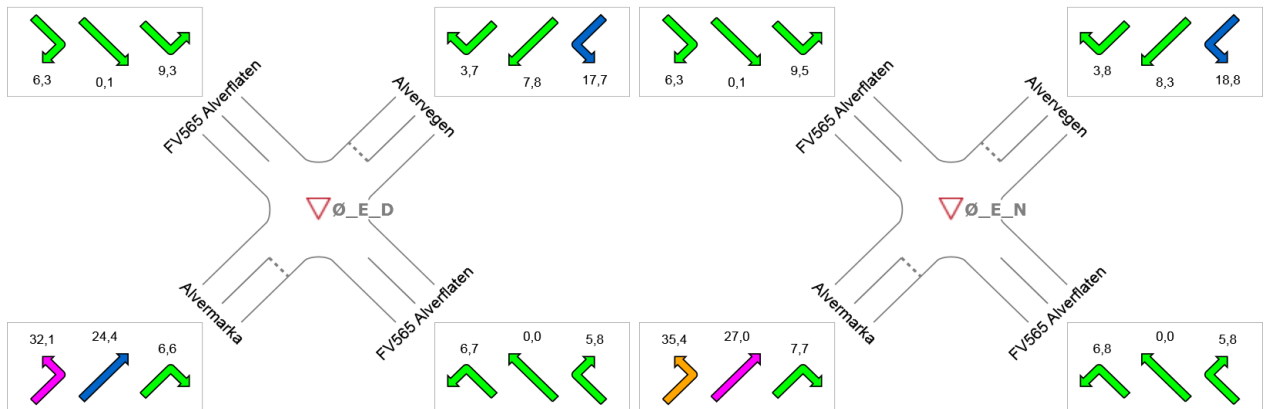 6,3 0,1 9,3
3,7 7,8 17,7
FV565 Alverflaten
Alvervegen
Ø_E_D
Alvermarka
FV565 Alverflaten
32,1 24,4 6,6
6,7 0,0 5,8
6,3 0,1 9,5
3,8 8,3 18,8
FV565 Alverflaten
Alvervegen
Ø_E_N
Alvermarka
FV565 Alverflaten
35,4 27,0 7,7
6,8 0,0 5,8